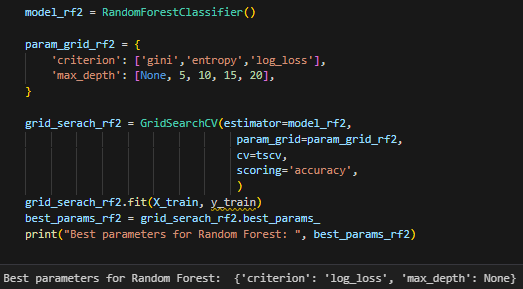 model_rf2 = RandomForestClassifier()
param_grid_rf2 = {
    'criterion': ['gini','entropy','log_loss'],
    'max_depth': [None, 5, 10, 15, 20],
}
grid_serach_rf2 = GridSearchCV(estimator=model_rf2,
                               param_grid=param_grid_rf2,
                               cv=tscv,
                               scoring='accuracy',
                               )
grid_serach_rf2.fit(X_train, y_train)
best_params_rf2 = grid_serach_rf2.best_params_
print("Best parameters for Random Forest: ", best_params_rf2)
Best parameters for Random Forest:  {'criterion': 'log_loss', 'max_depth': None}